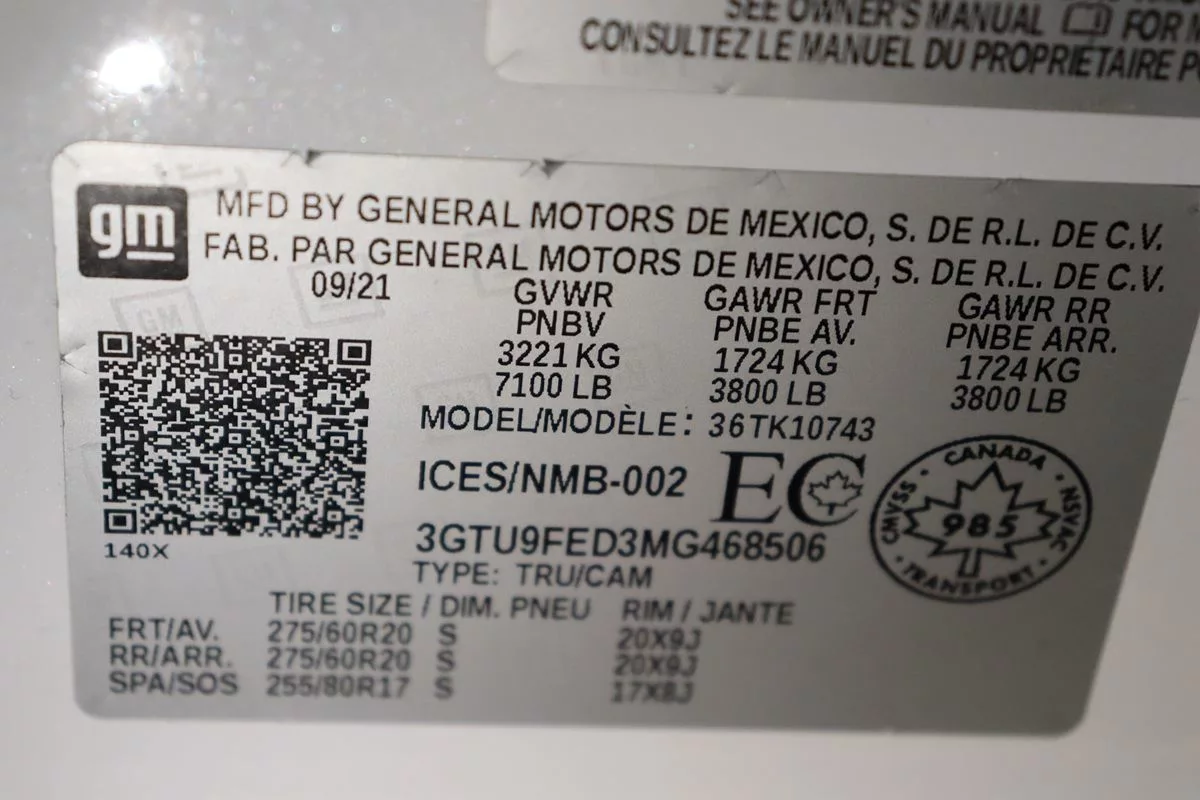 SEE OWNER'S MANUAL FOR
CONSULTEZ LE MANUEL DU PROPRIÉTAIRE
gm
MFD BY GENERAL MOTORS DE MEXICO, S. DE R.L. DE C.V.
FAB. PAR GENERAL MOTORS DE MEXICO, S. DE R.L. DE C.V.
09/21 GVWR GAWR FRT GAWR RR
PNBV PNBE AV. PNBE ARR.
3221 KG 1724 KG 1724 KG
7100 LB 3800 LB 3800 LB
MODEL/MODÈLE: 36TK10743
ICES/NMB-002 EC
CANADA
CMVSS 985 NSVAC
TRANSPORT
3GTU9FED3MG468506
140X
TYPE: TRU/CAM
TIRE SIZE / DIM. PNEU RIM / JANTE
FRT/AV. 275/60R20 S 20X9J
RR/ARR. 275/60R20 S 20X9J
SPA/SOS 255/80R17 S 17X8J
GM